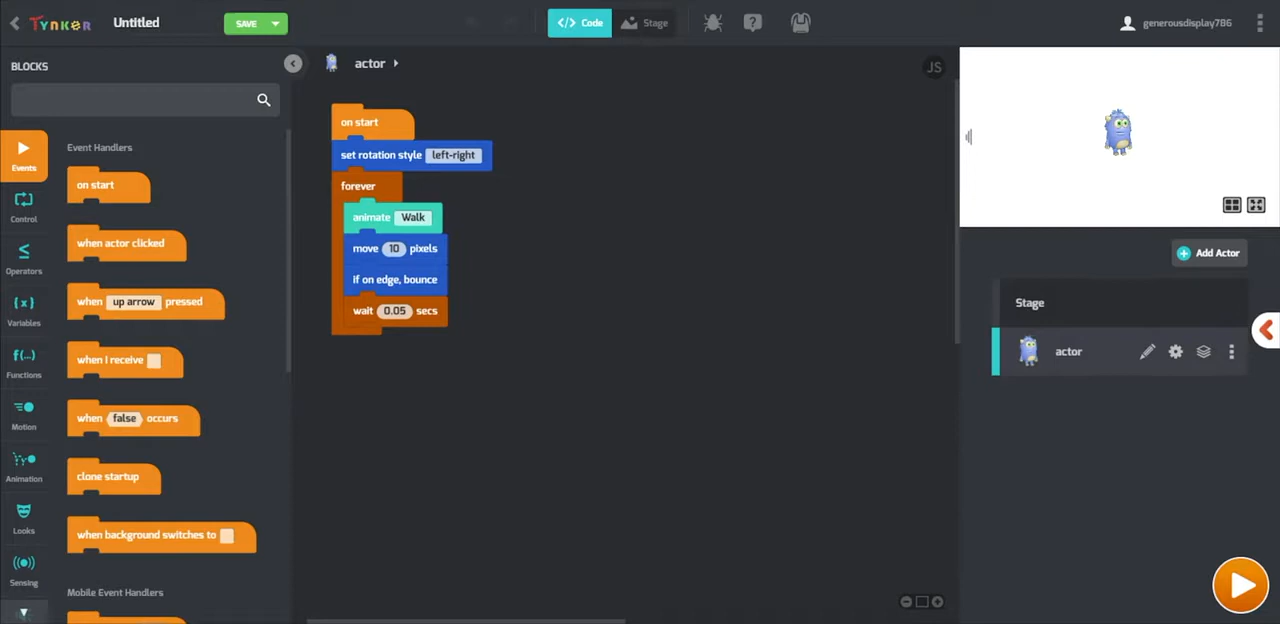 TYNKER Untitled SAVE </> Code Stage ? generousdisplay786
BLOCKS
actor
JS
Events
Control
Operators
{x}
Variables
f(...)
Functions
Motion
Animation
Looks
Sensing
Event Handlers
on start
when actor clicked
when up arrow pressed
when I receive
when false occurs
clone startup
when background switches to
Mobile Event Handlers
on start
set rotation style left-right
forever
animate Walk
move 10 pixels
if on edge, bounce
wait 0.05 secs
Add Actor
Stage
actor